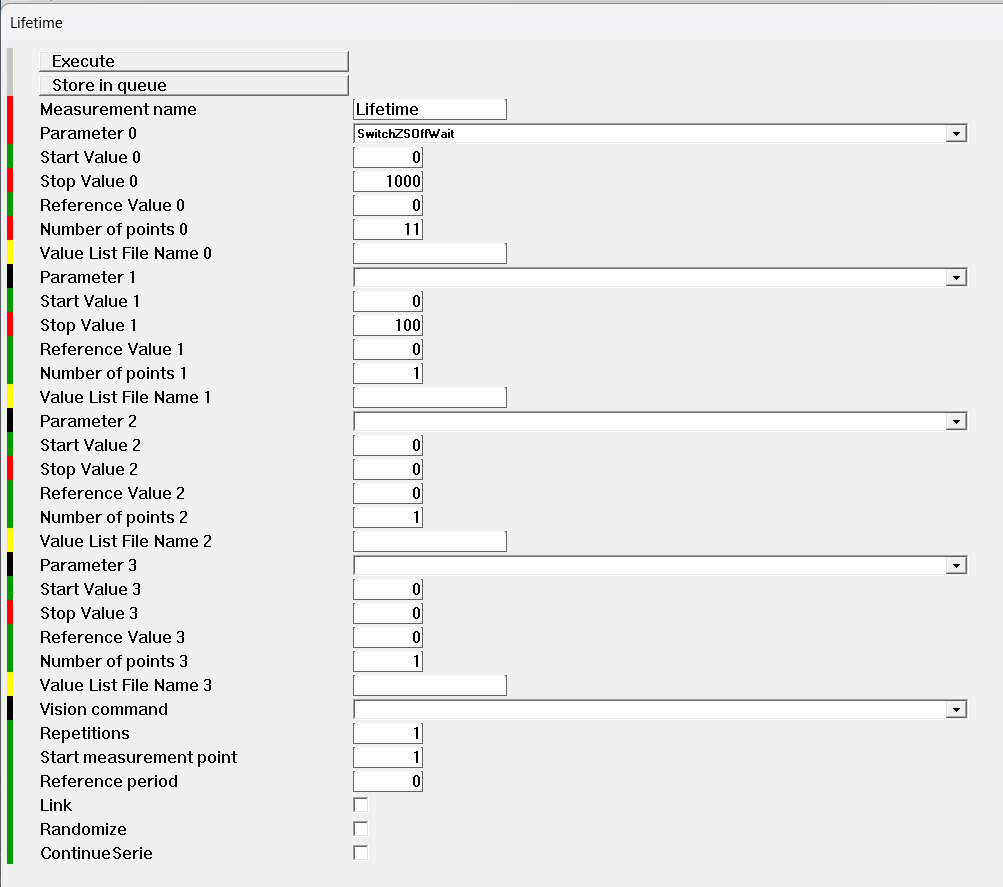 Lifetime
Execute
Store in queue
Measurement name Lifetime
Parameter 0 SwitchZSOffWait
Start Value 0 0
Stop Value 0 1000
Reference Value 0 0
Number of points 0 11
Value List File Name 0
Parameter 1
Start Value 1 0
Stop Value 1 100
Reference Value 1 0
Number of points 1 1
Value List File Name 1
Parameter 2
Start Value 2 0
Stop Value 2 0
Reference Value 2 0
Number of points 2 1
Value List File Name 2
Parameter 3
Start Value 3 0
Stop Value 3 0
Reference Value 3 0
Number of points 3 1
Value List File Name 3
Vision command
Repetitions 1
Start measurement point 1
Reference period 0
Link
Randomize
ContinueSerie